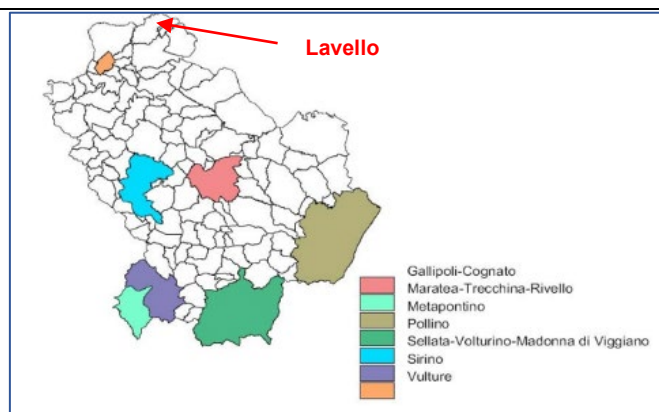 Lavello
Gallipoli-Cognato
Maratea-Trecchina-Rivello
Metapontino
Pollino
Sellata-Volturino-Madonna di Viggiano
Sirino
Vulture